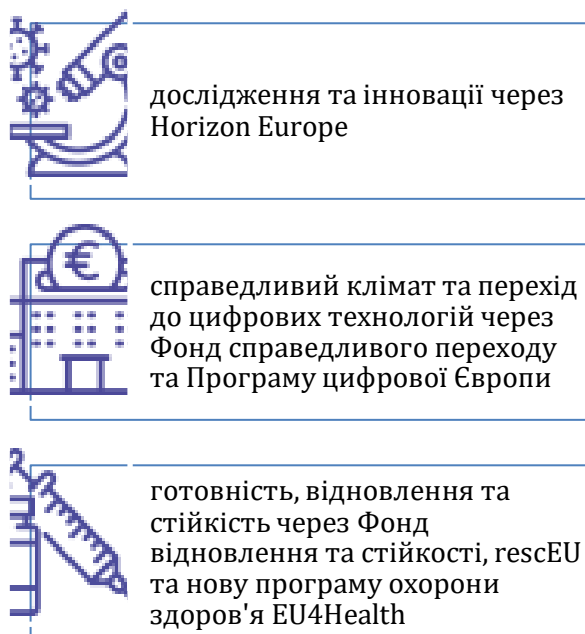 дослідження та інновації через
Horizon Europe
€
справедливий клімат та перехід
до цифрових технологій через
Фонд справедливого переходу
та Програму цифрової Європи
готовність, відновлення та
стійкість через Фонд
відновлення та стійкості, rescEU
та нову програму охорони
здоров'я EU4Health